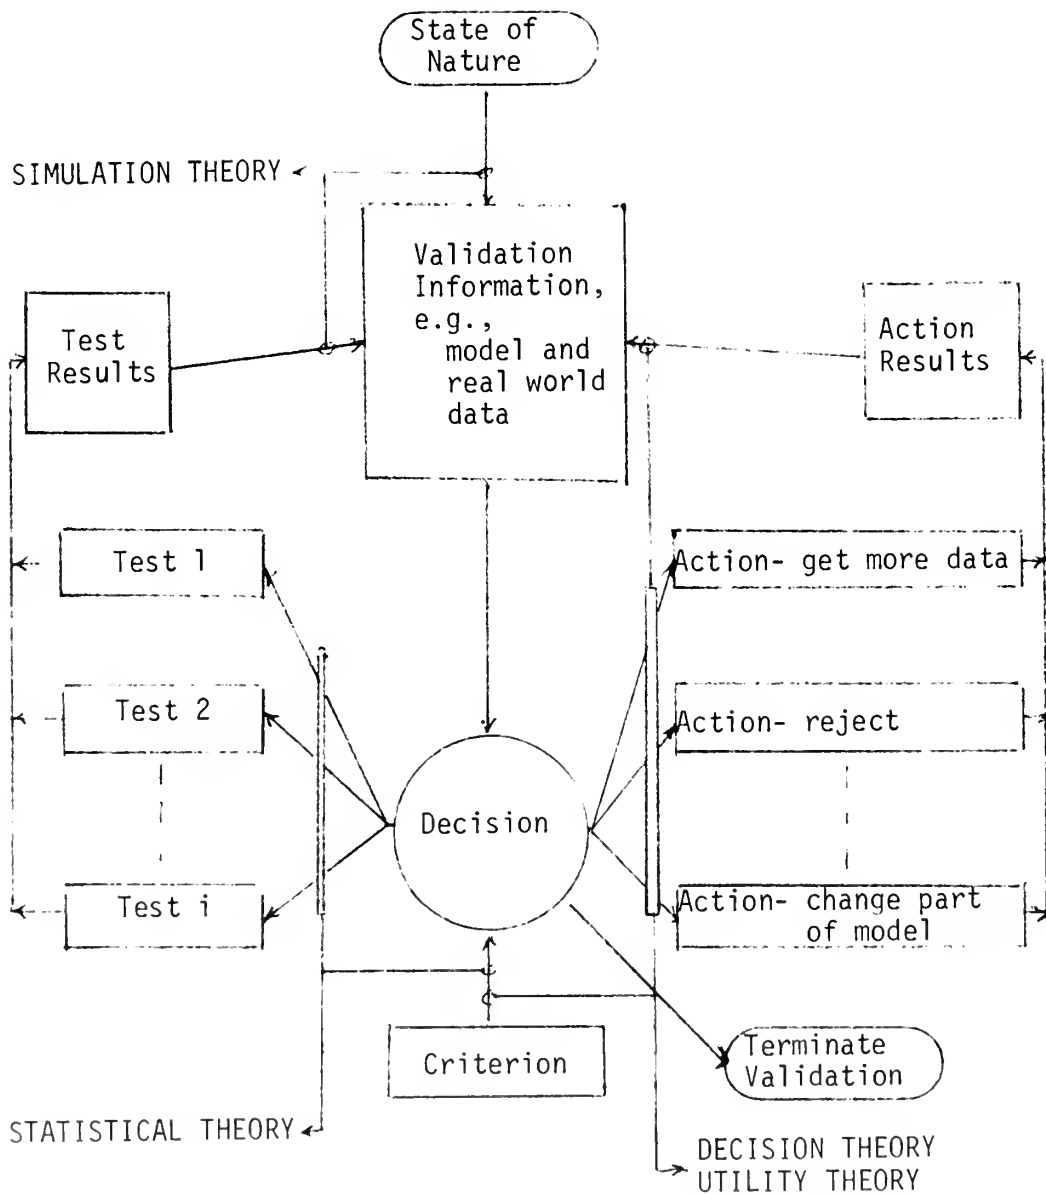 State of
Nature
SIMULATION THEORY
Validation
Information,
e.g.,
model and
real world
data
Test
Results
Action
Results
Test 1
Action- get more data
Test 2
Action- reject
Decision
Test i
Action- change part
of model
Criterion
Terminate
Validation
STATISTICAL THEORY
DECISION THEORY
UTILITY THEORY